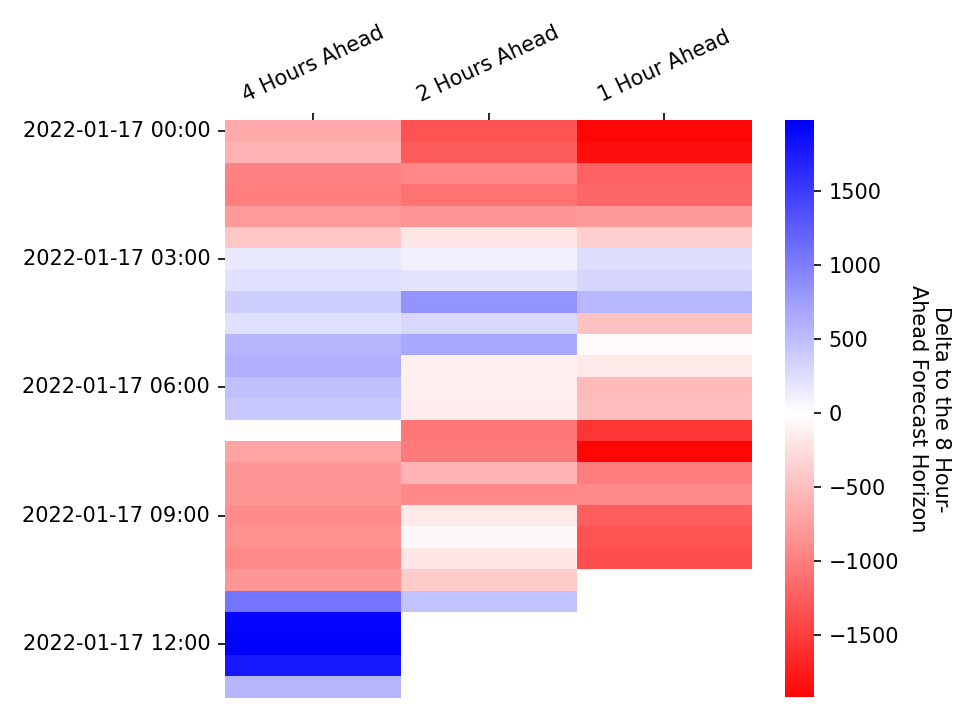 4 Hours Ahead
2 Hours Ahead
1 Hour Ahead
2022-01-17 00:00
2022-01-17 03:00
2022-01-17 06:00
2022-01-17 09:00
2022-01-17 12:00
1500
1000
500
0
−500
−1000
−1500
Delta to the 8 Hour-
Ahead Forecast Horizon